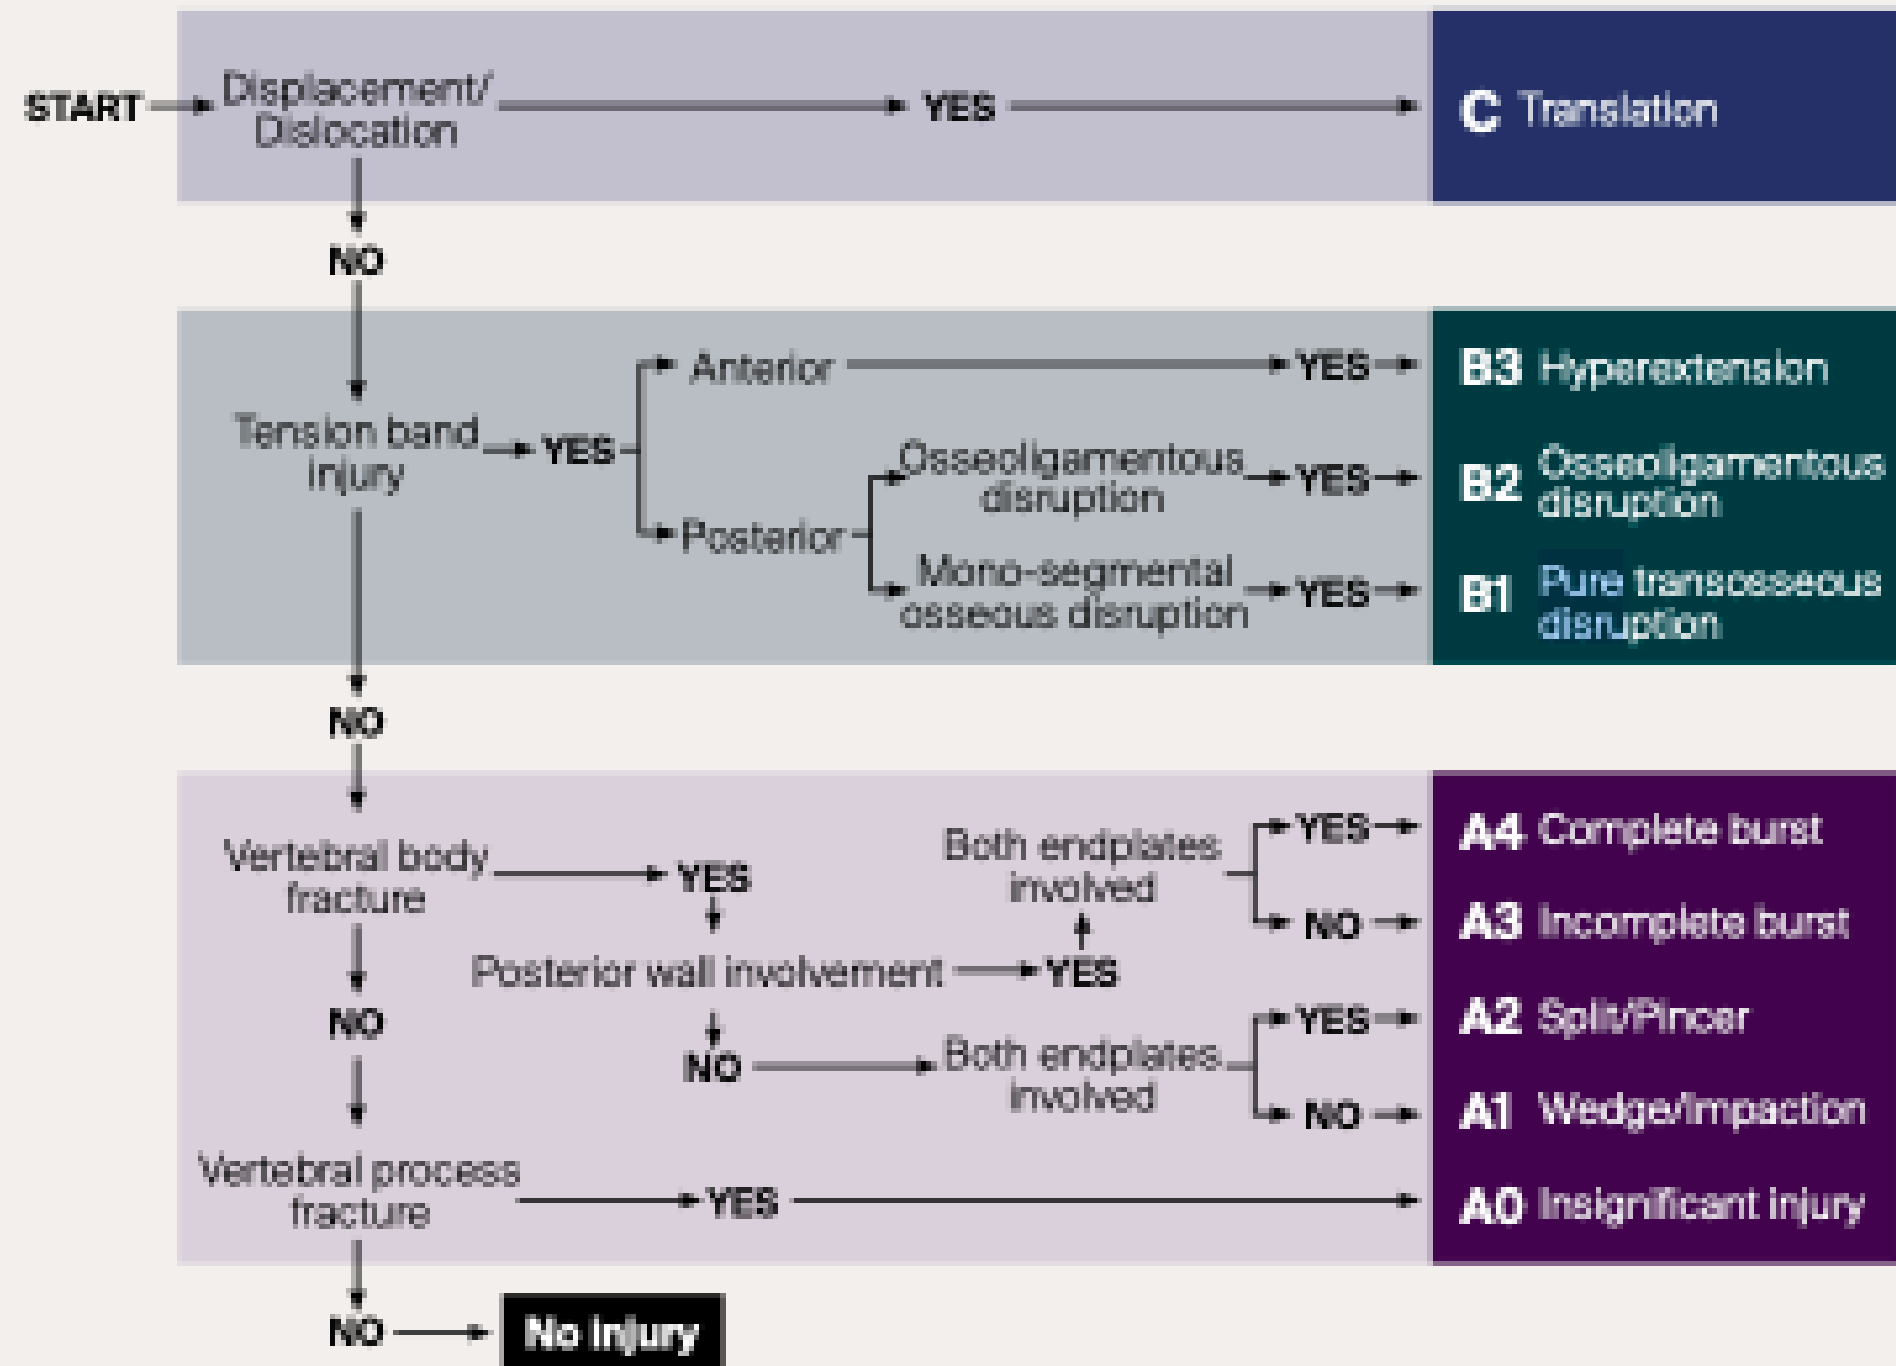 START
Displacement/
Dislocation
YES
C Translation
NO
Tension band
injury
YES
Anterior
YES
B3 Hyperextension
Posterior
Osseoligamentous
disruption
YES
B2 Osseoligamentous
disruption
Mono-segmental
osseous disruption
YES
B1 Pure transosseous
disruption
NO
Vertebral body
fracture
YES
Posterior wall involvement
YES
Both endplates
involved
YES
A4 Complete burst
NO
A3 Incomplete burst
NO
Both endplates
involved
YES
A2 Split/Pincer
NO
A1 Wedge/Impaction
NO
Vertebral process
fracture
YES
A0 Insignificant injury
NO
No injury